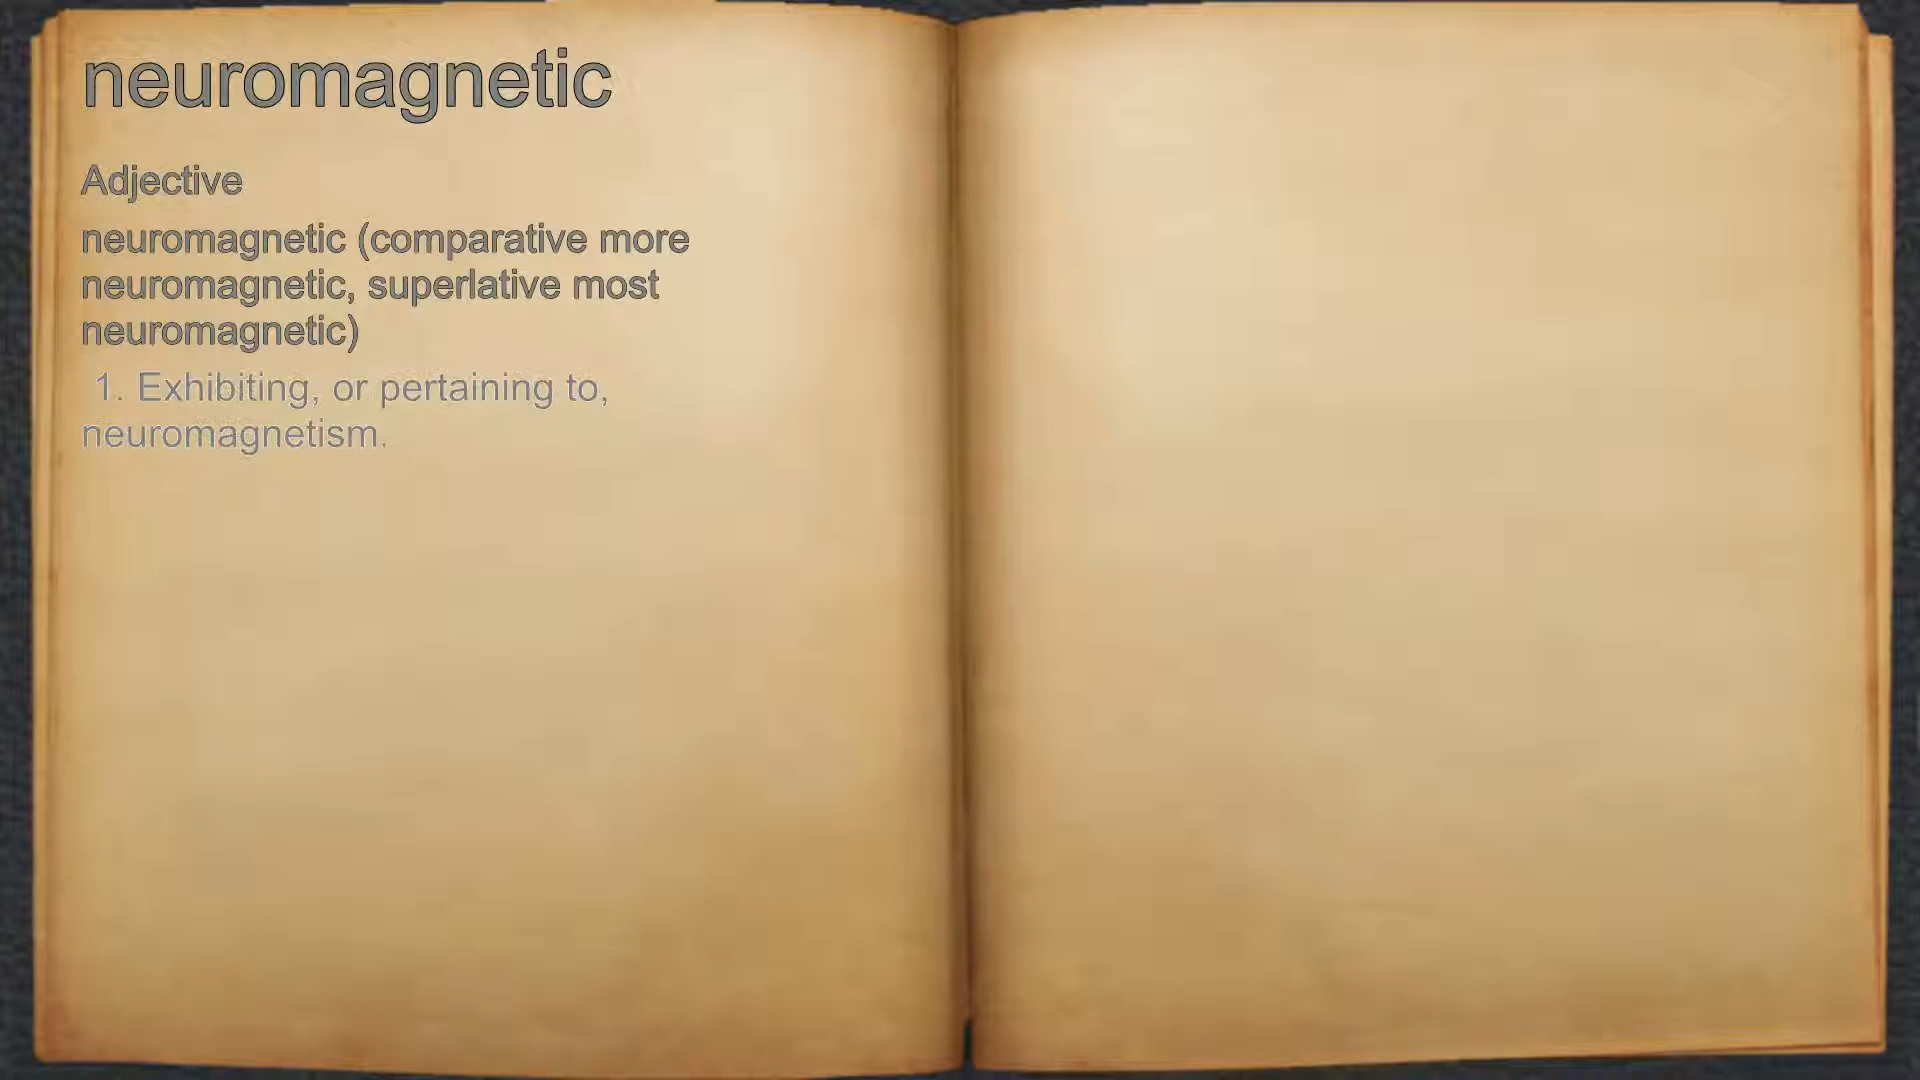 neuromagnetic
Adjective
neuromagnetic (comparative more
neuromagnetic, superlative most
neuromagnetic)
1. Exhibiting, or pertaining to,
neuromagnetism.